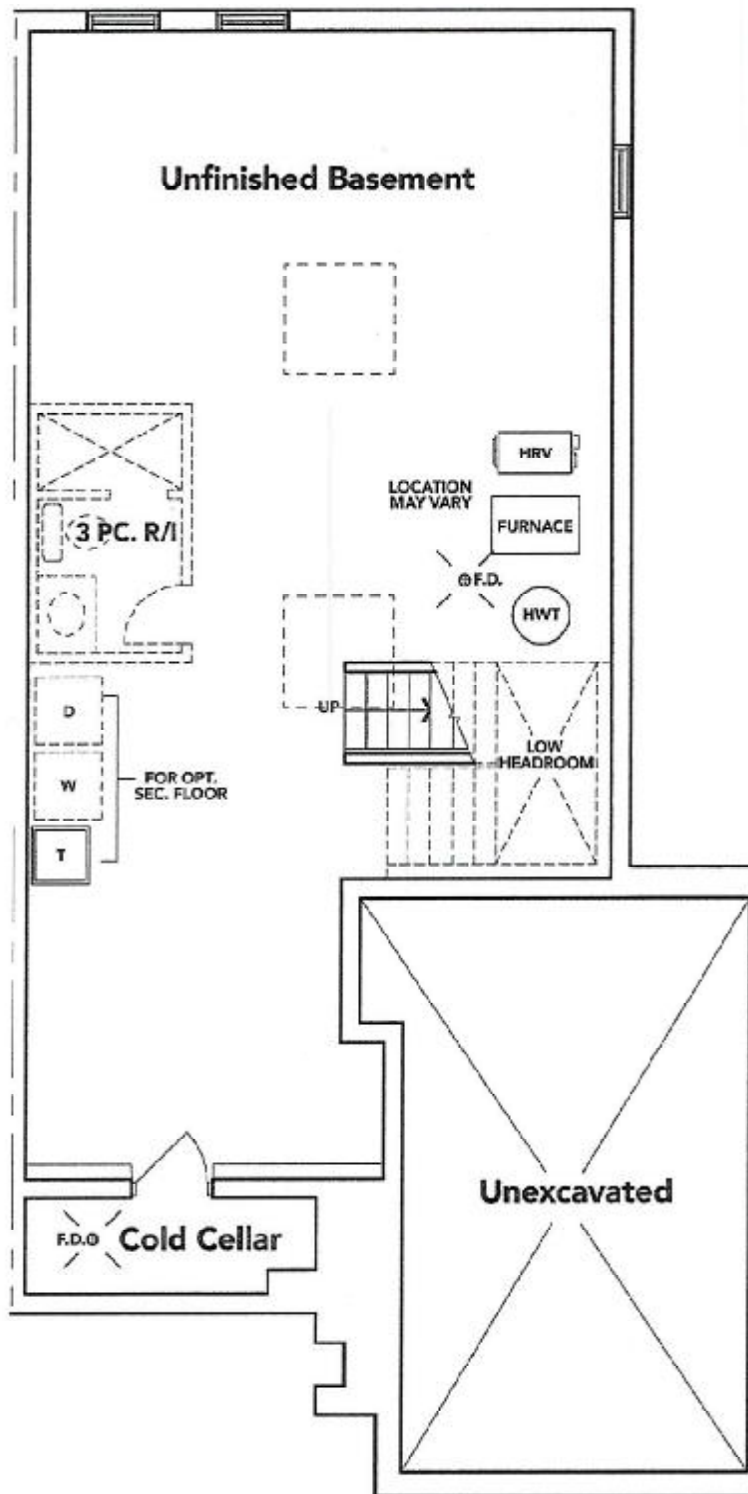 Unfinished Basement
HRV
LOCATION
MAY VARY
FURNACE
3 PC. R/I
F.D.
HWT
D
UP
W
FOR OPT.
SEC. FLOOR
LOW
HEADROOM
T
Unexcavated
F.D.
Cold Cellar